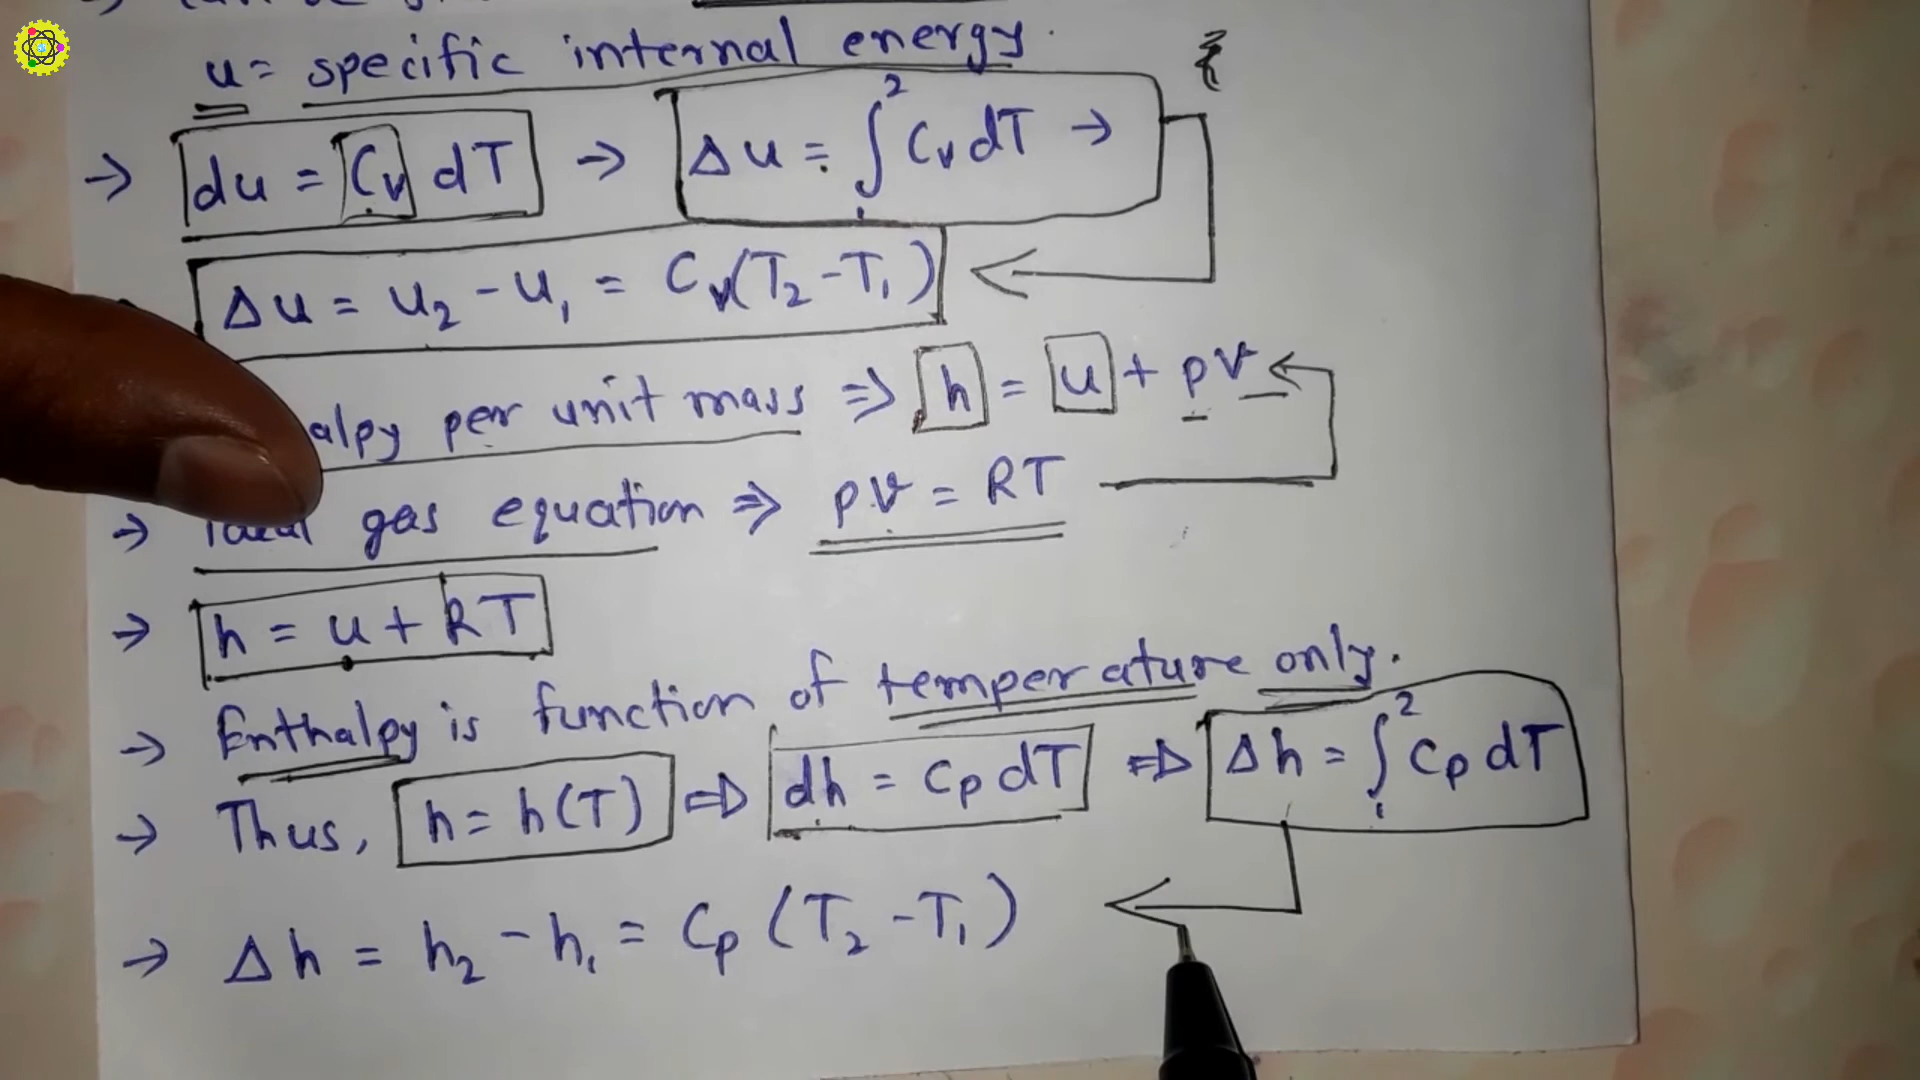 u = specific internal energy.
→ du = Cv dT → Δu = ∫₁² Cv dT →
Δu = u₂ - u₁ = Cv(T₂ - T₁)
alpy per unit mass ⇒ h = u + pv
→ gas equation ⇒ pv = RT
→ h = u + RT
→ Enthalpy is function of temperature only.
→ Thus, h = h(T) ⇒ dh = Cp dT ⇒ Δh = ∫₁² Cp dT
→ Δh = h₂ - h₁ = Cp (T₂ - T₁)